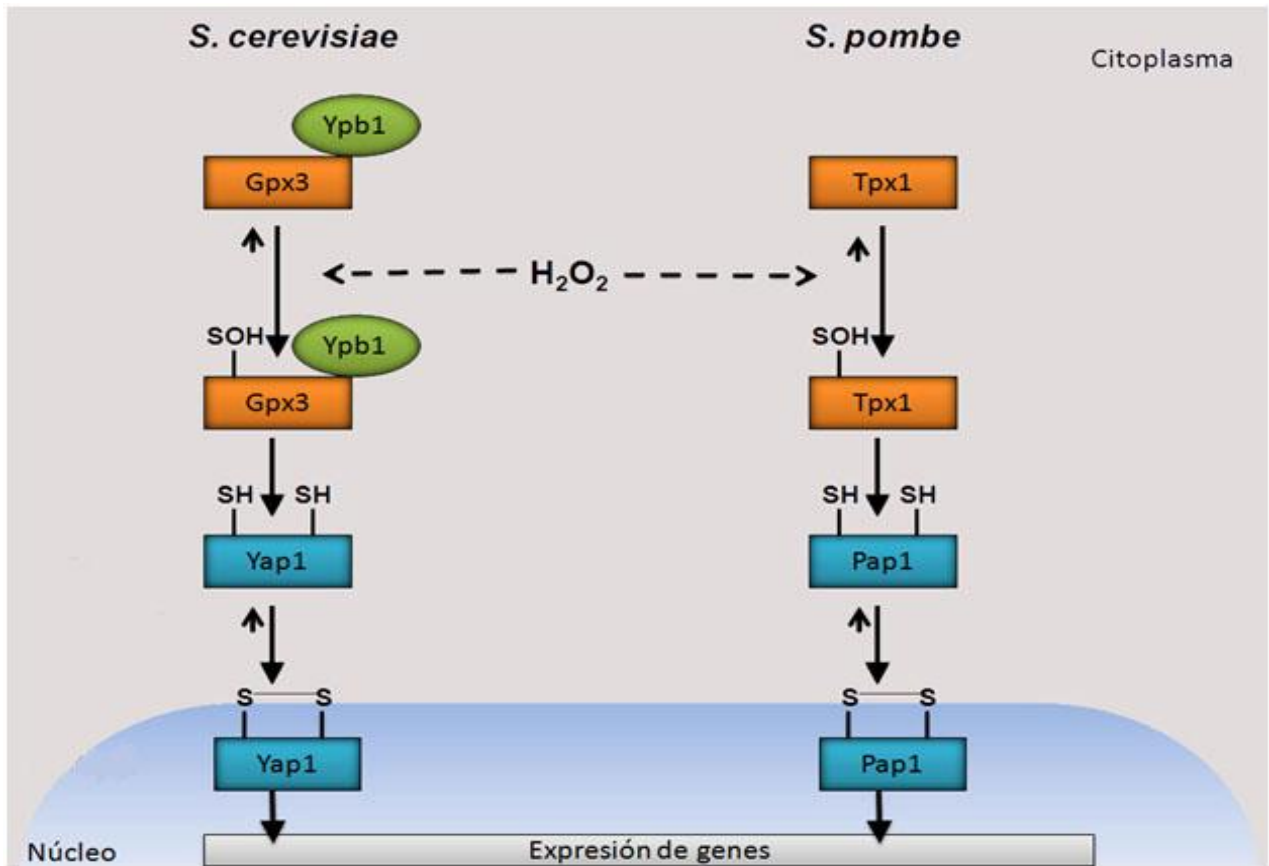 S. cerevisiae
S. pombe
Citoplasma
Ypb1
Gpx3
Tpx1
H₂O₂
SOH
Ypb1
SOH
Gpx3
Tpx1
SH SH
SH SH
Yap1
Pap1
S S
S S
Yap1
Pap1
Núcleo
Expresión de genes